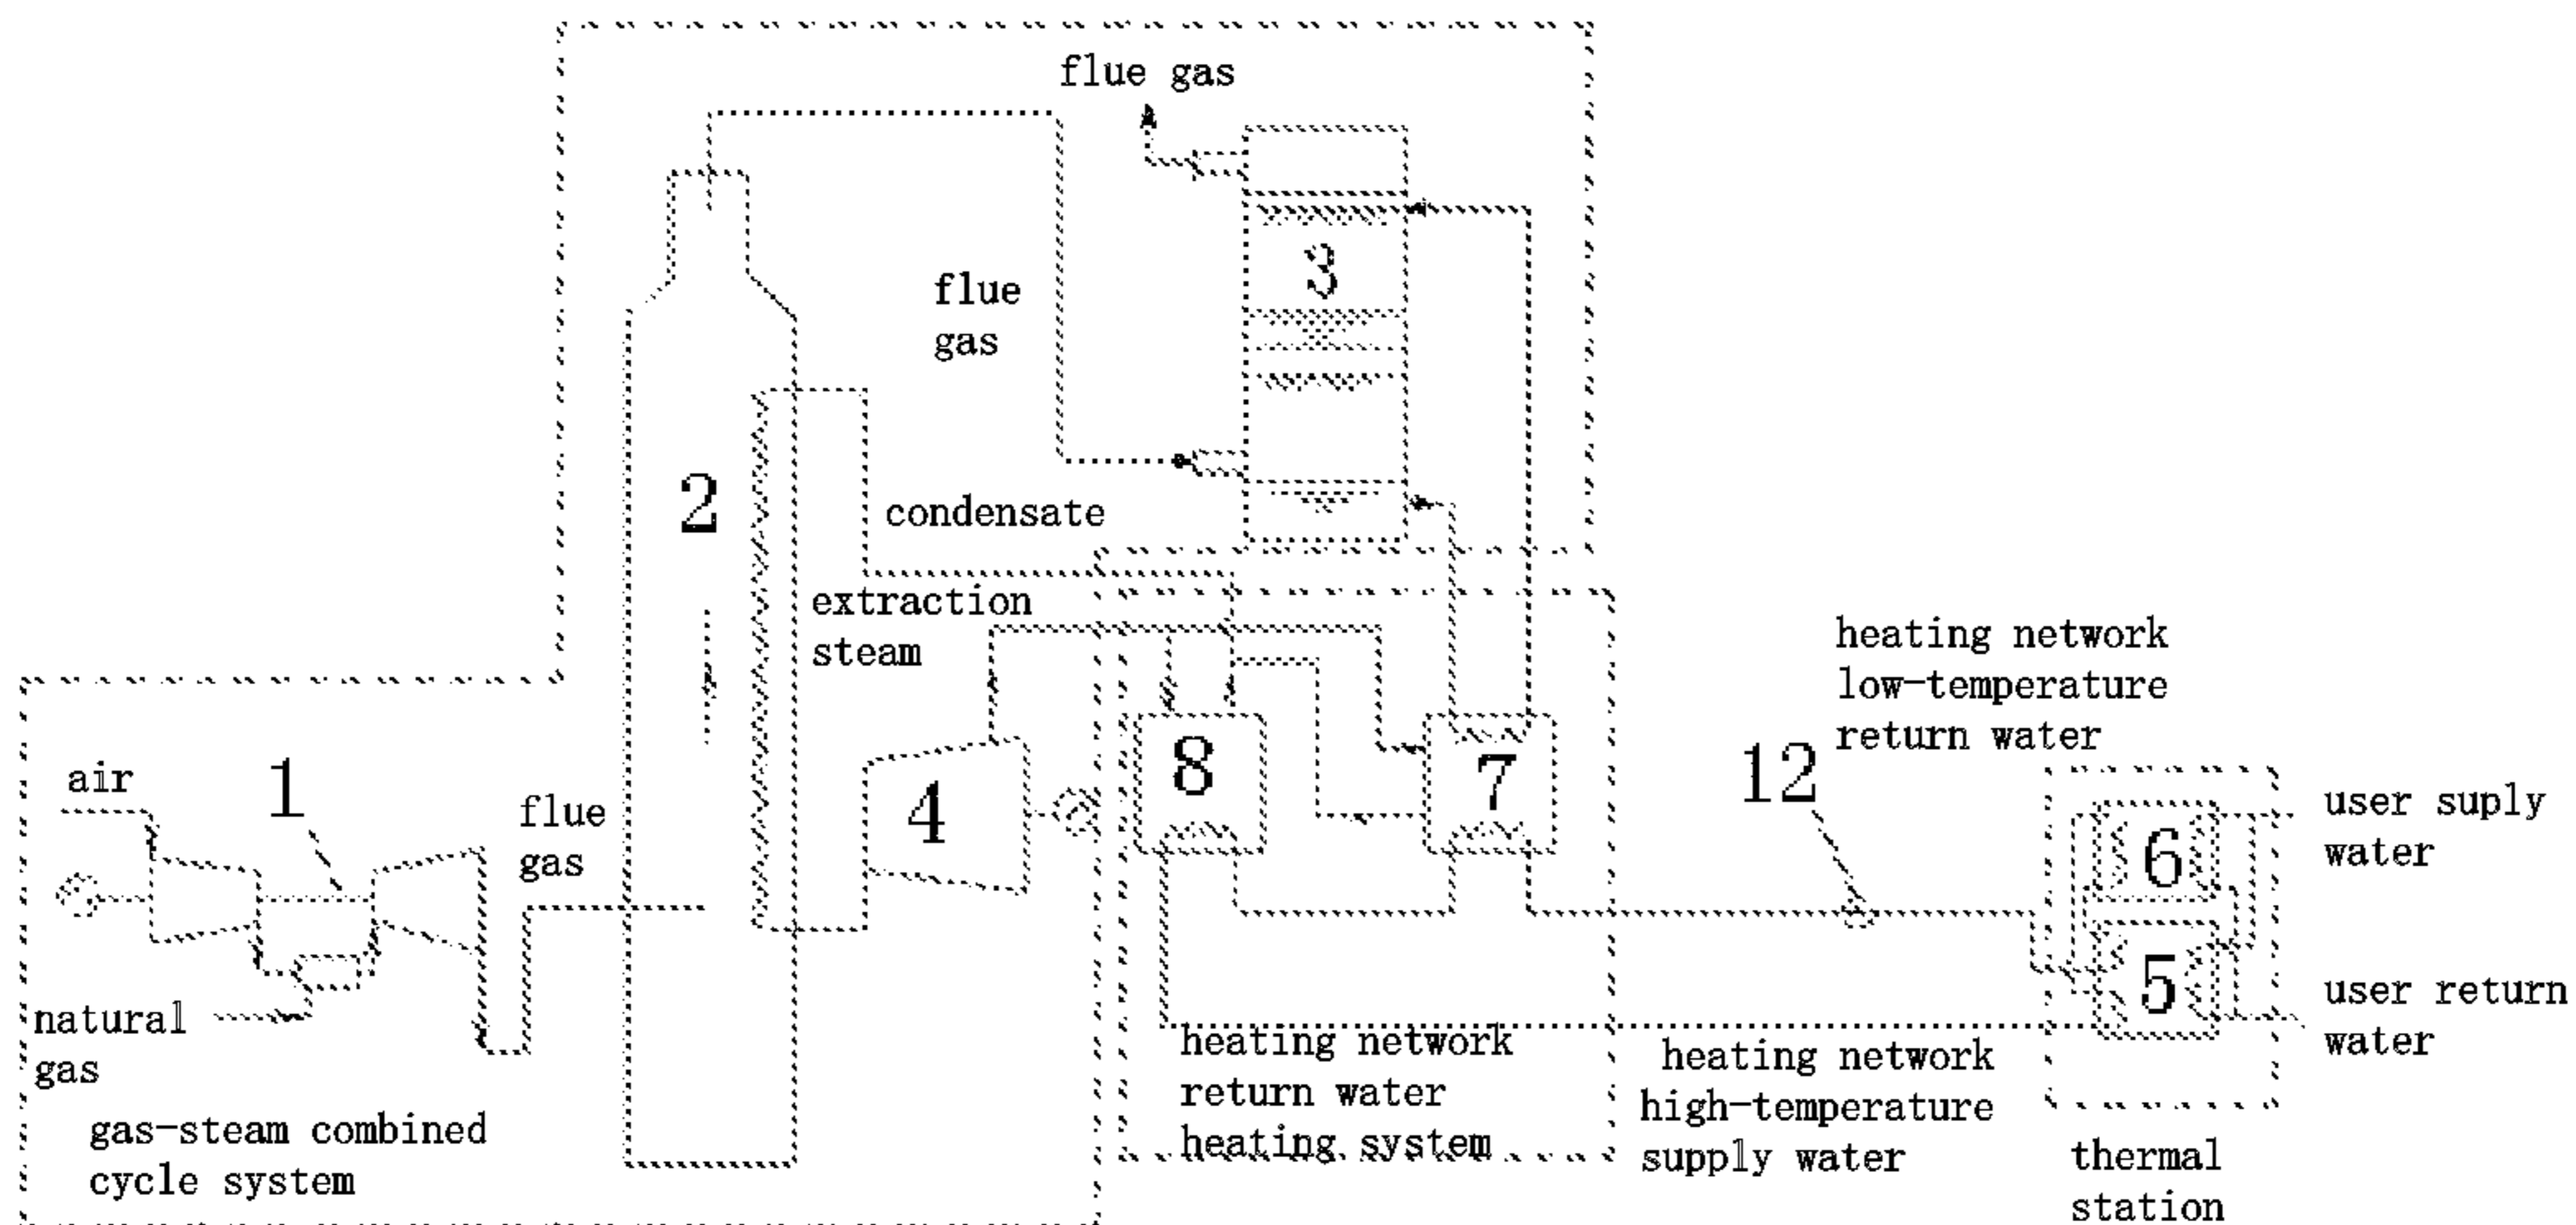 flue gas
3
flue
gas
2
condensate
extraction
steam
heating network
low-temperature
return water
air
1
flue
gas
4
8
7
12
6
user suply
water
5
user return
water
natural
gas
heating network
return water
heating system
heating network
high-temperature
supply water
gas-steam combined
cycle system
thermal
station